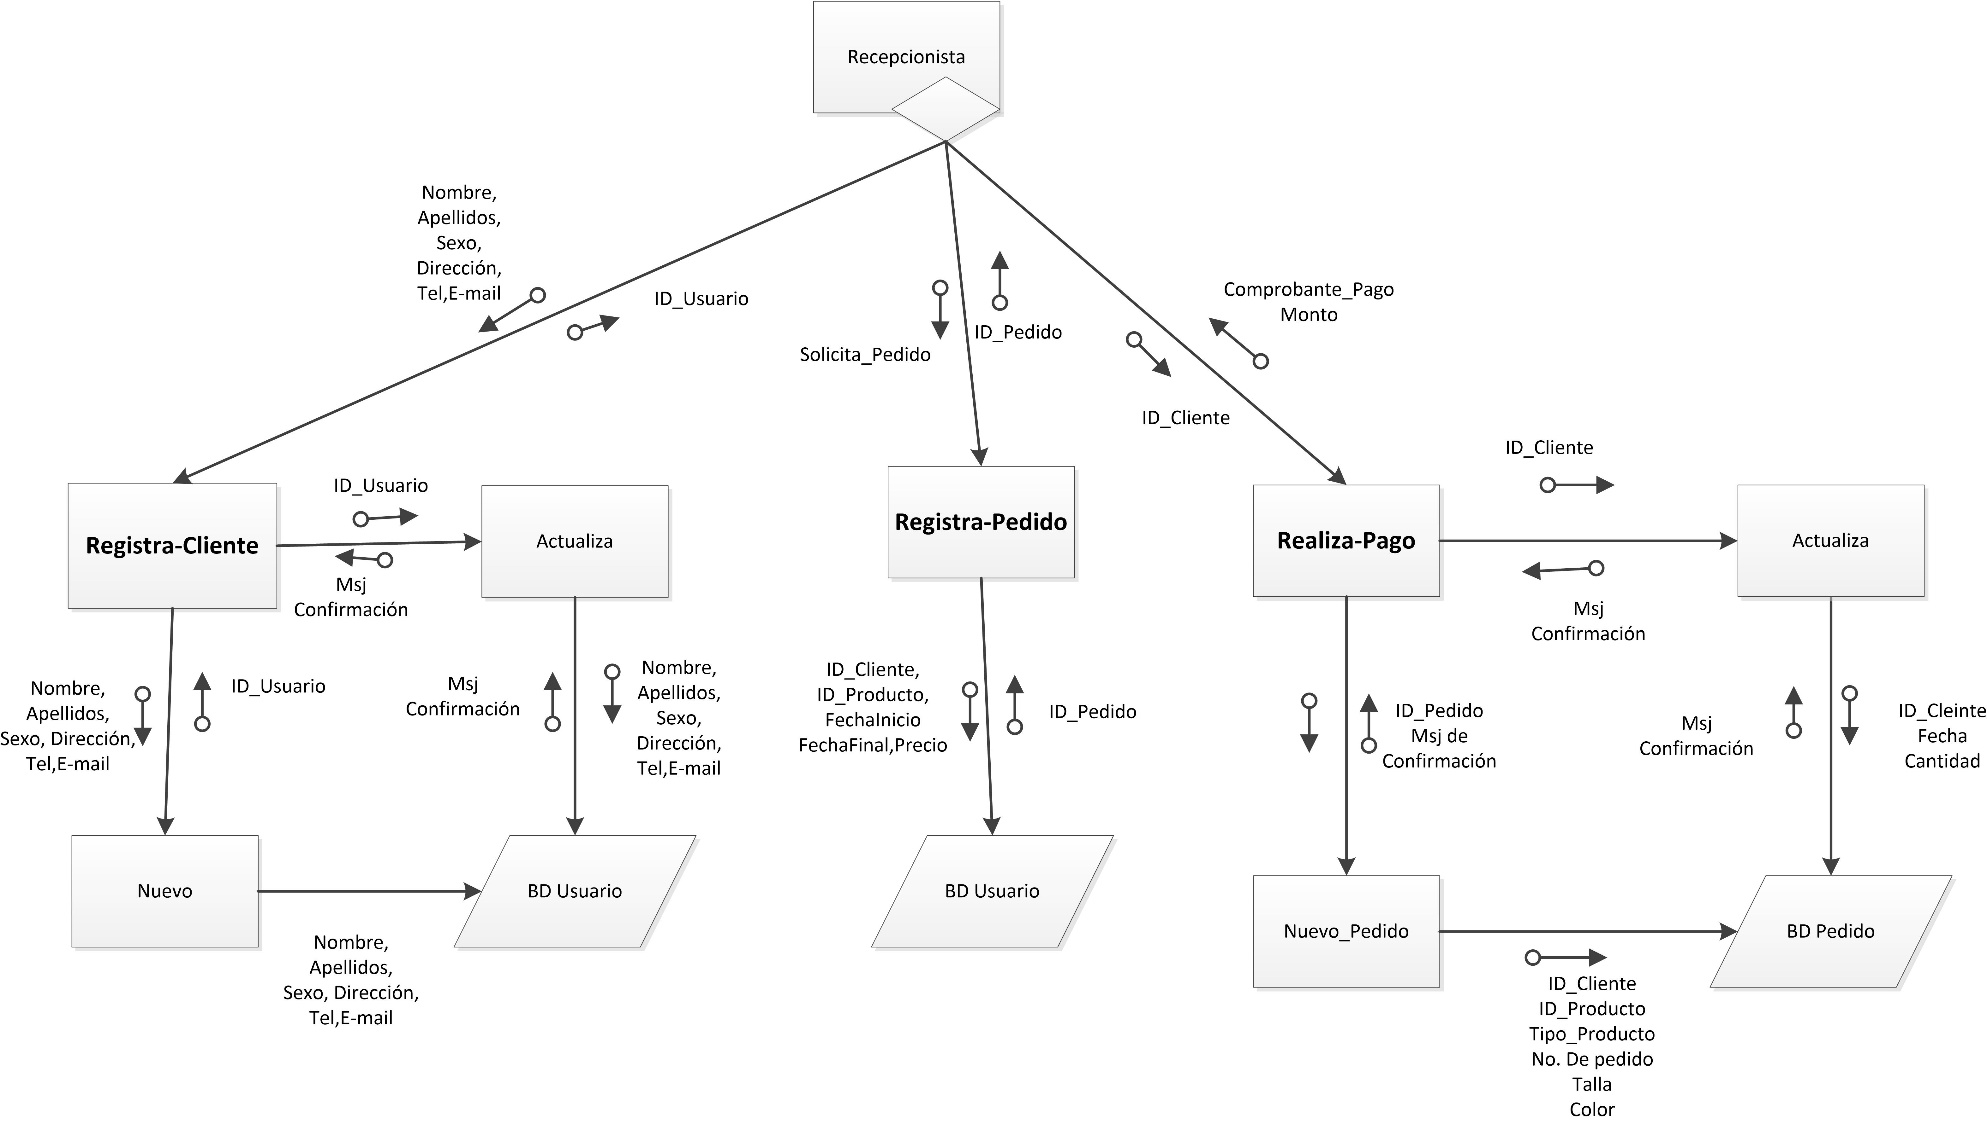 Recepcionista
Nombre,
Apellidos,
Sexo,
Dirección,
Tel,E-mail
ID_Usuario
Solicita_Pedido
ID_Pedido
Comprobante_Pago
Monto
ID_Cliente
Registra-Cliente
ID_Usuario
Msj
Confirmación
Actualiza
Registra-Pedido
Realiza-Pago
ID_Cliente
Msj
Confirmación
Actualiza
Nombre,
Apellidos,
Sexo, Dirección,
Tel,E-mail
ID_Usuario
Msj
Confirmación
Nombre,
Apellidos,
Sexo,
Dirección,
Tel,E-mail
ID_Cliente,
ID_Producto,
FechaInicio
FechaFinal,Precio
ID_Pedido
ID_Pedido
Msj de
Confirmación
Msj
Confirmación
ID_Cleinte
Fecha
Cantidad
Nuevo
BD Usuario
BD Usuario
Nuevo_Pedido
BD Pedido
Nombre,
Apellidos,
Sexo, Dirección,
Tel,E-mail
ID_Cliente
ID_Producto
Tipo_Producto
No. De pedido
Talla
Color